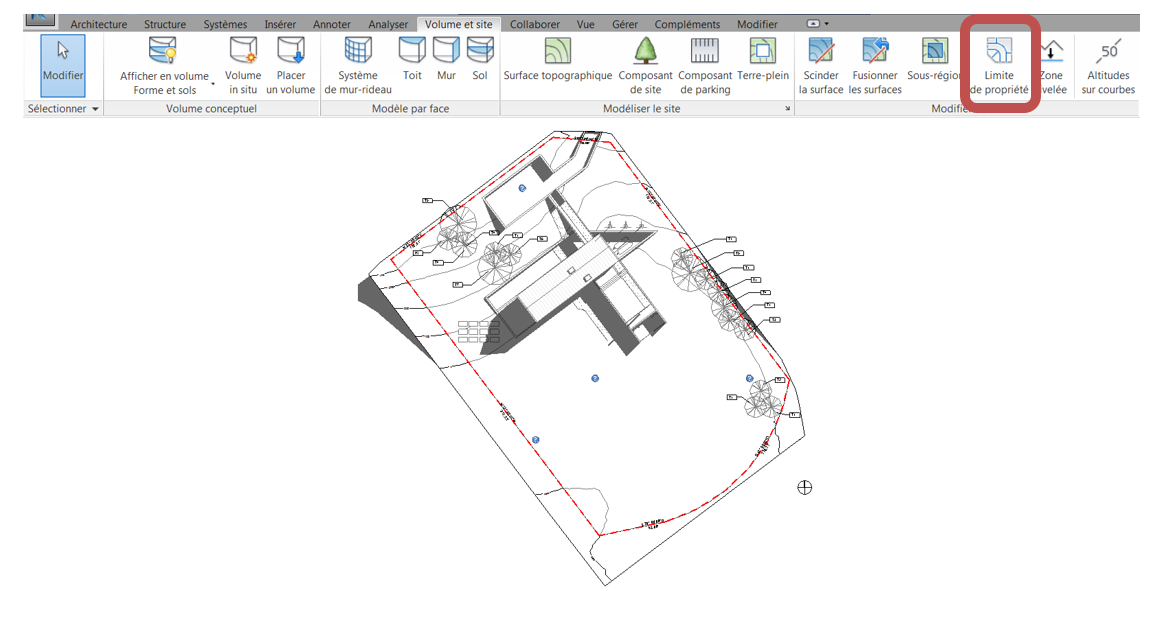 Architecture Structure Systèmes Insérer Annoter Analyser Volume et site Collaborer Vue Gérer Compléments Modifier
Modifier
Afficher en volume
Forme et sols
Volume
in situ
Placer
un volume
Système
de mur-rideau
Toit
Mur
Sol
Surface topographique
Composant
de site
Composant
de parking
Terre-plein
Scinder
la surface
Fusionner
les surfaces
Sous-région
Limite
de propriété
Zone
velée
50
Altitudes
sur courbes
Sélectionner
Volume conceptuel
Modèle par face
Modéliser le site
Modifie